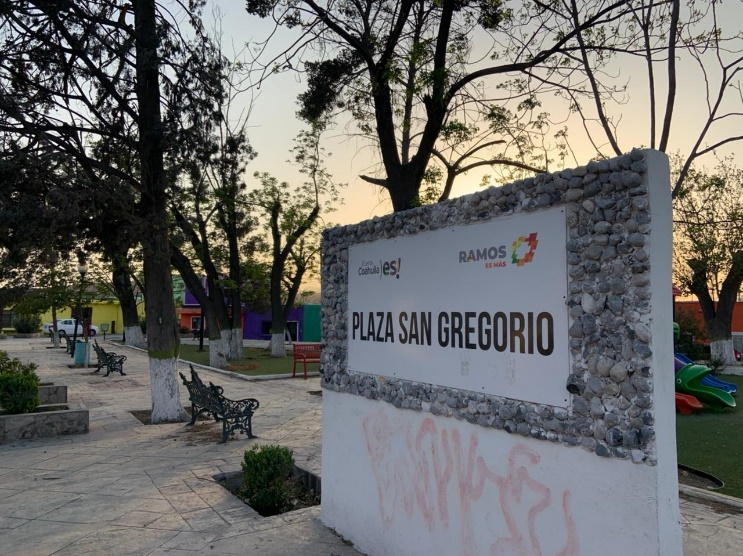 Coahuila
¡es!
RAMOS
ES MÁS
PLAZA SAN GREGORIO